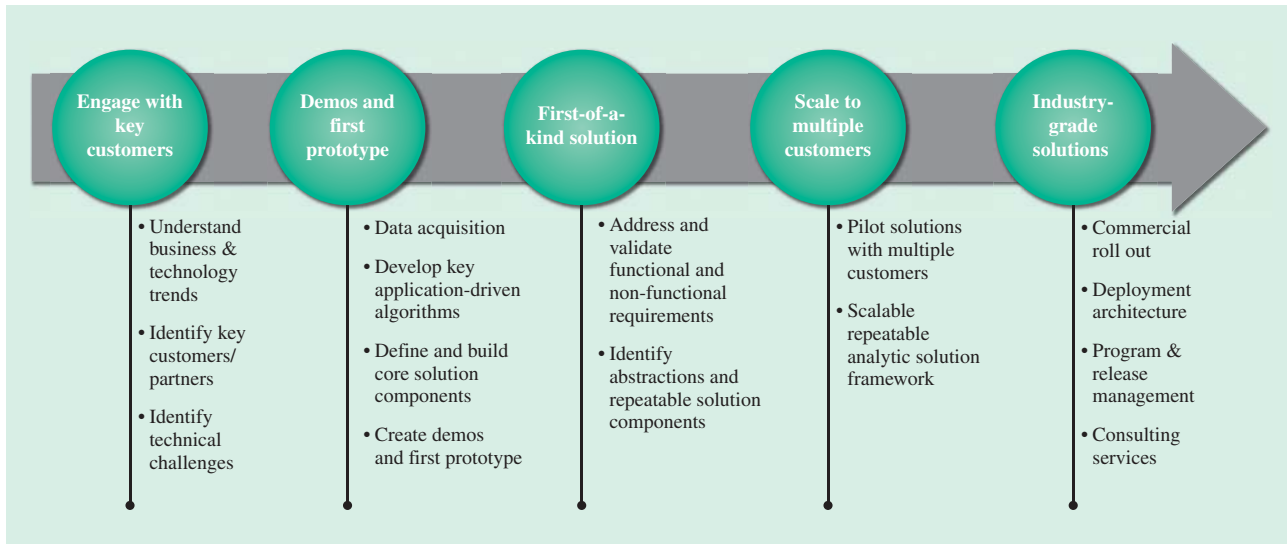 Engage with
key
customers
Demos and
first
prototype
First-of-a-
kind solution
Scale to
multiple
customers
Industry-
grade
solutions
• Understand
business &
technology
trends
• Identify key
customers/
partners
• Identify
technical
challenges
• Data acquisition
• Develop key
application-driven
algorithms
• Define and build
core solution
components
• Create demos
and first prototype
• Address and
validate
functional and
non-functional
requirements
• Identify
abstractions and
repeatable solution
components
• Pilot solutions
with multiple
customers
• Scalable
repeatable
analytic solution
framework
• Commercial
roll out
• Deployment
architecture
• Program &
release
management
• Consulting
services